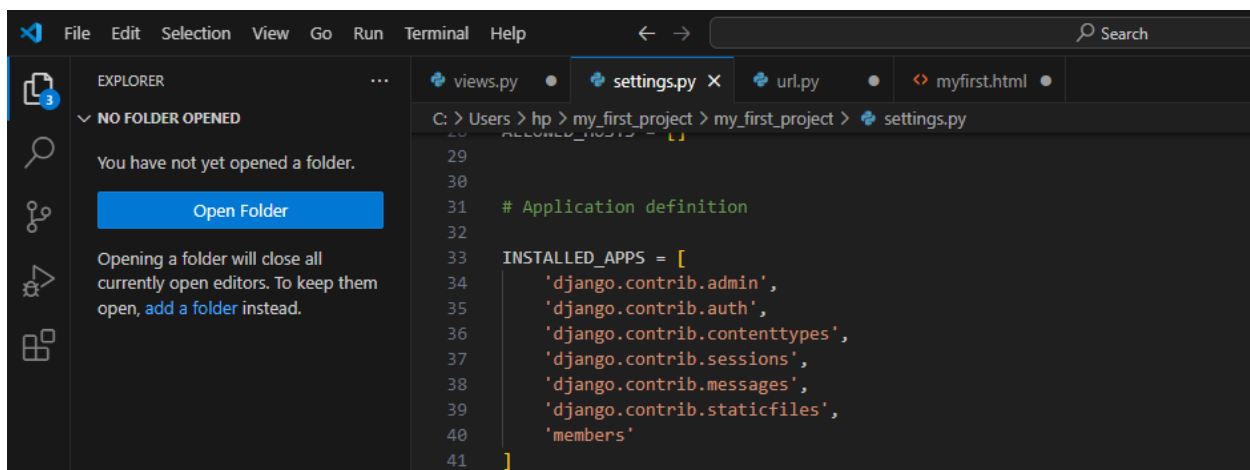 File Edit Selection View Go Run Terminal Help Search
EXPLORER
views.py settings.py url.py myfirst.html
3
NO FOLDER OPENED
C: > Users > hp > my_first_project > my_first_project > settings.py
You have not yet opened a folder.
Open Folder
Opening a folder will close all
currently open editors. To keep them
open, add a folder instead.
28 ALLOWED_HOSTS = []
29
30
31 # Application definition
32
33 INSTALLED_APPS = [
34 'django.contrib.admin',
35 'django.contrib.auth',
36 'django.contrib.contenttypes',
37 'django.contrib.sessions',
38 'django.contrib.messages',
39 'django.contrib.staticfiles',
40 'members'
41 ]